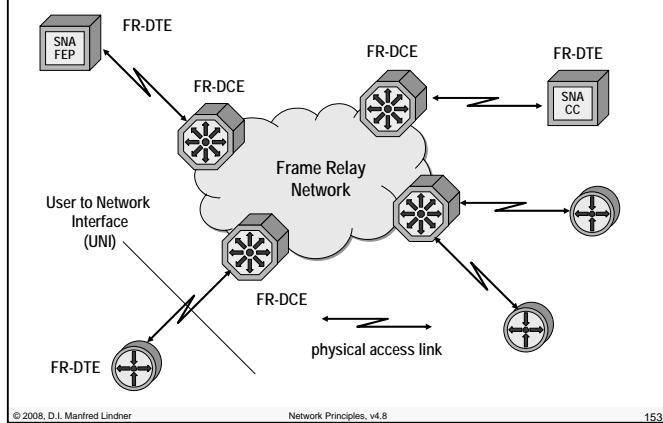 FR-DTE
SNA
FEP
FR-DCE
FR-DCE
FR-DTE
SNA
CC
Frame Relay
Network
User to Network
Interface
(UNI)
FR-DCE
physical access link
FR-DTE
© 2008, D.I. Manfred Lindner
Network Principles, v4.8
153